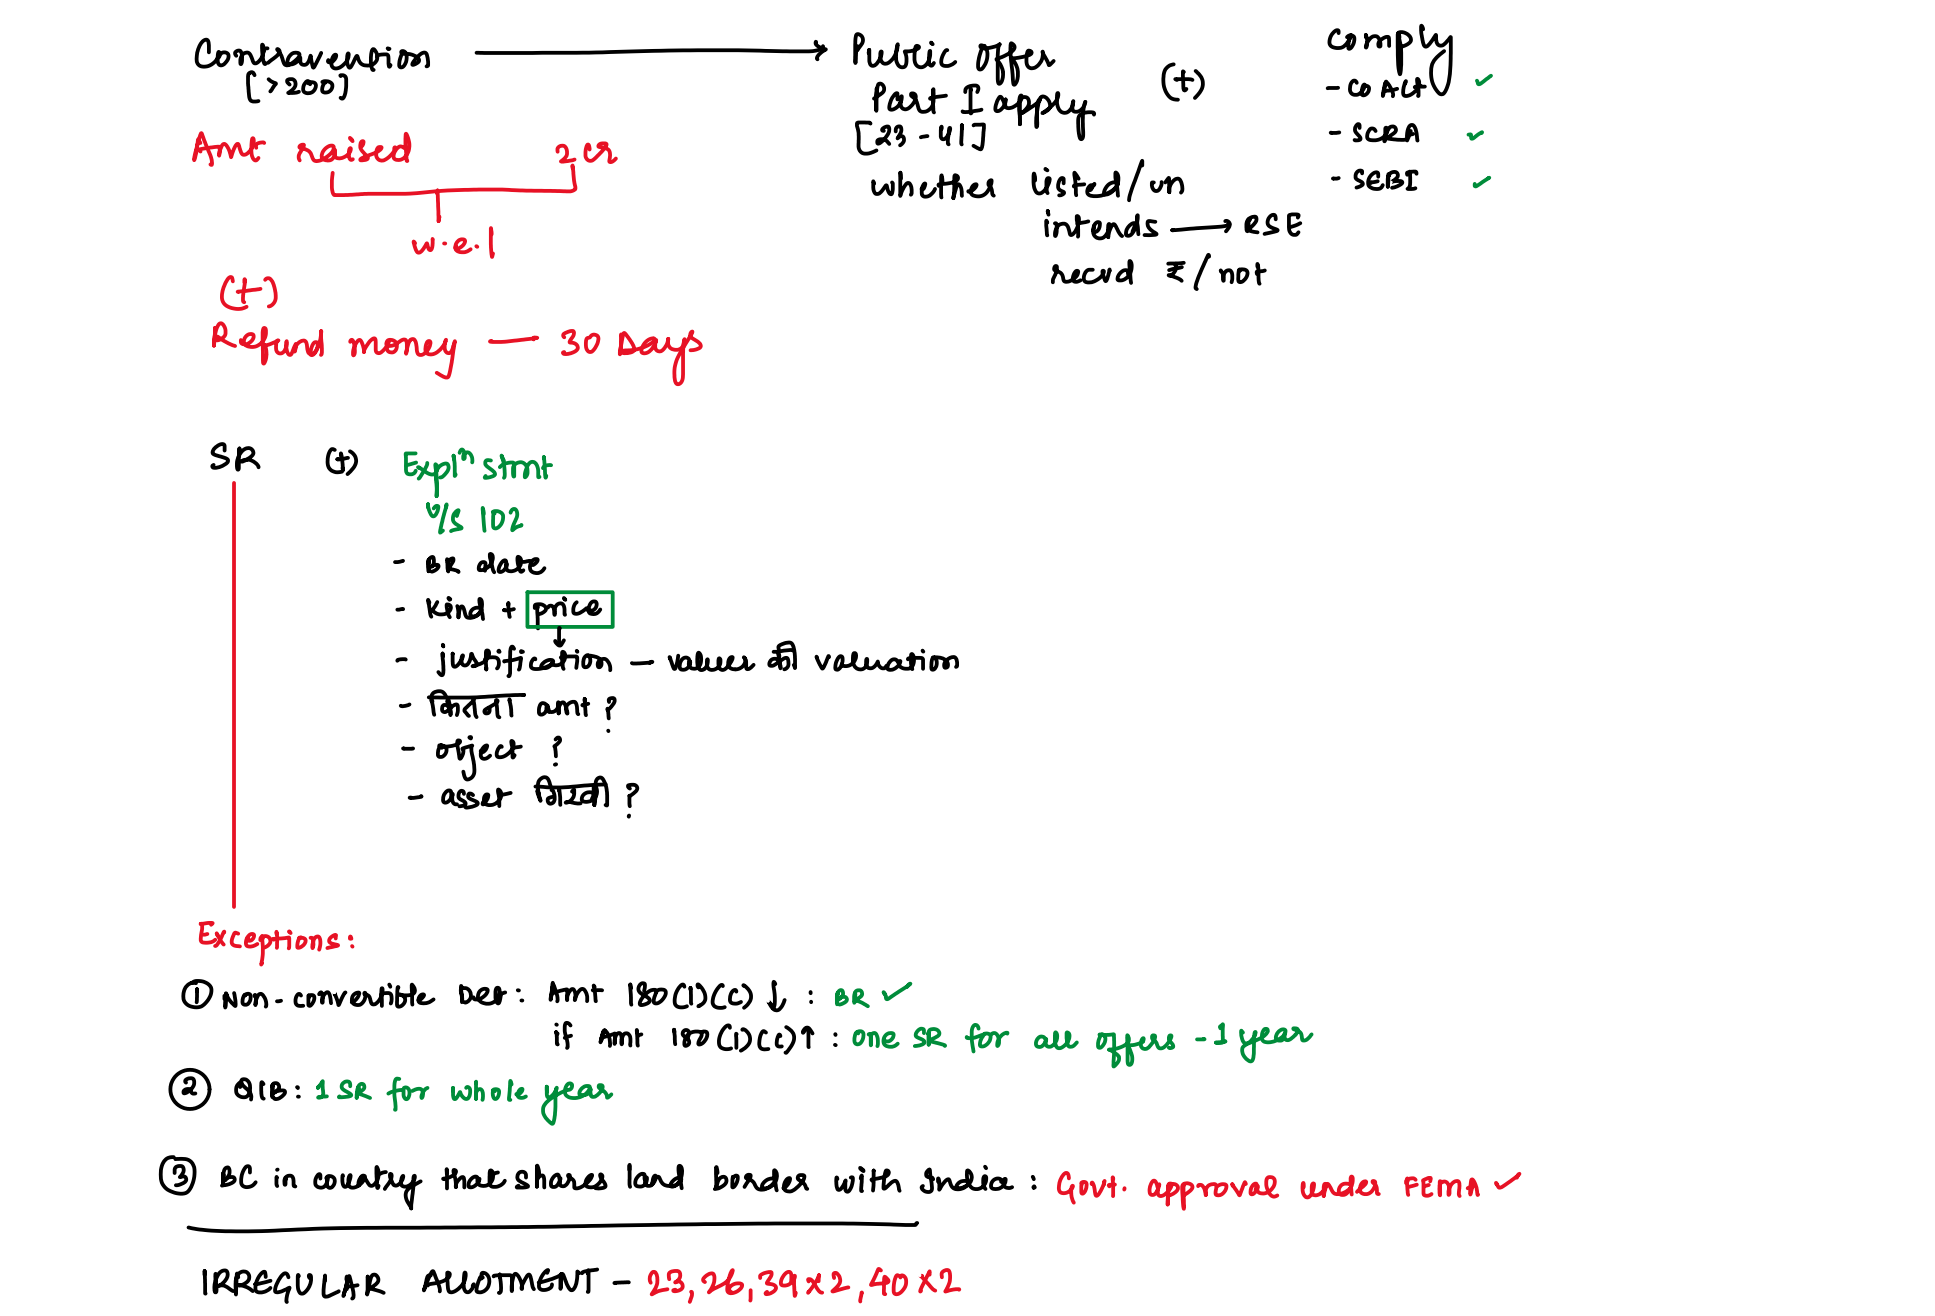 Contravention → Public offer (+) Comply
[>200] Part I apply - Co Act ✓
[23-41] - SCRA ✓
Amt raised 2 cr
whether listed/un - SEBI ✓
w.e.l
intends → RSE
recvd ₹/not
(+)
Refund money — 30 Days
SR (+) Explⁿ stmt
u/s 102
- BR date
- Kind + price
- justification — valuer की valuation
- कितना amt ?
- object ?
- asset गिरवी ?
Exceptions:
① Non-convertible Deb: Amt 180(1)(c) ↓ : BR ✓
if Amt 180(1)(c) ↑ : one SR for all offers - 1 year
② QIB: 1 SR for whole year
③ BC in country that shares land border with India : Govt. approval under FEMA ✓
IRREGULAR ALLOTMENT - 23, 26, 39x2, 40x2